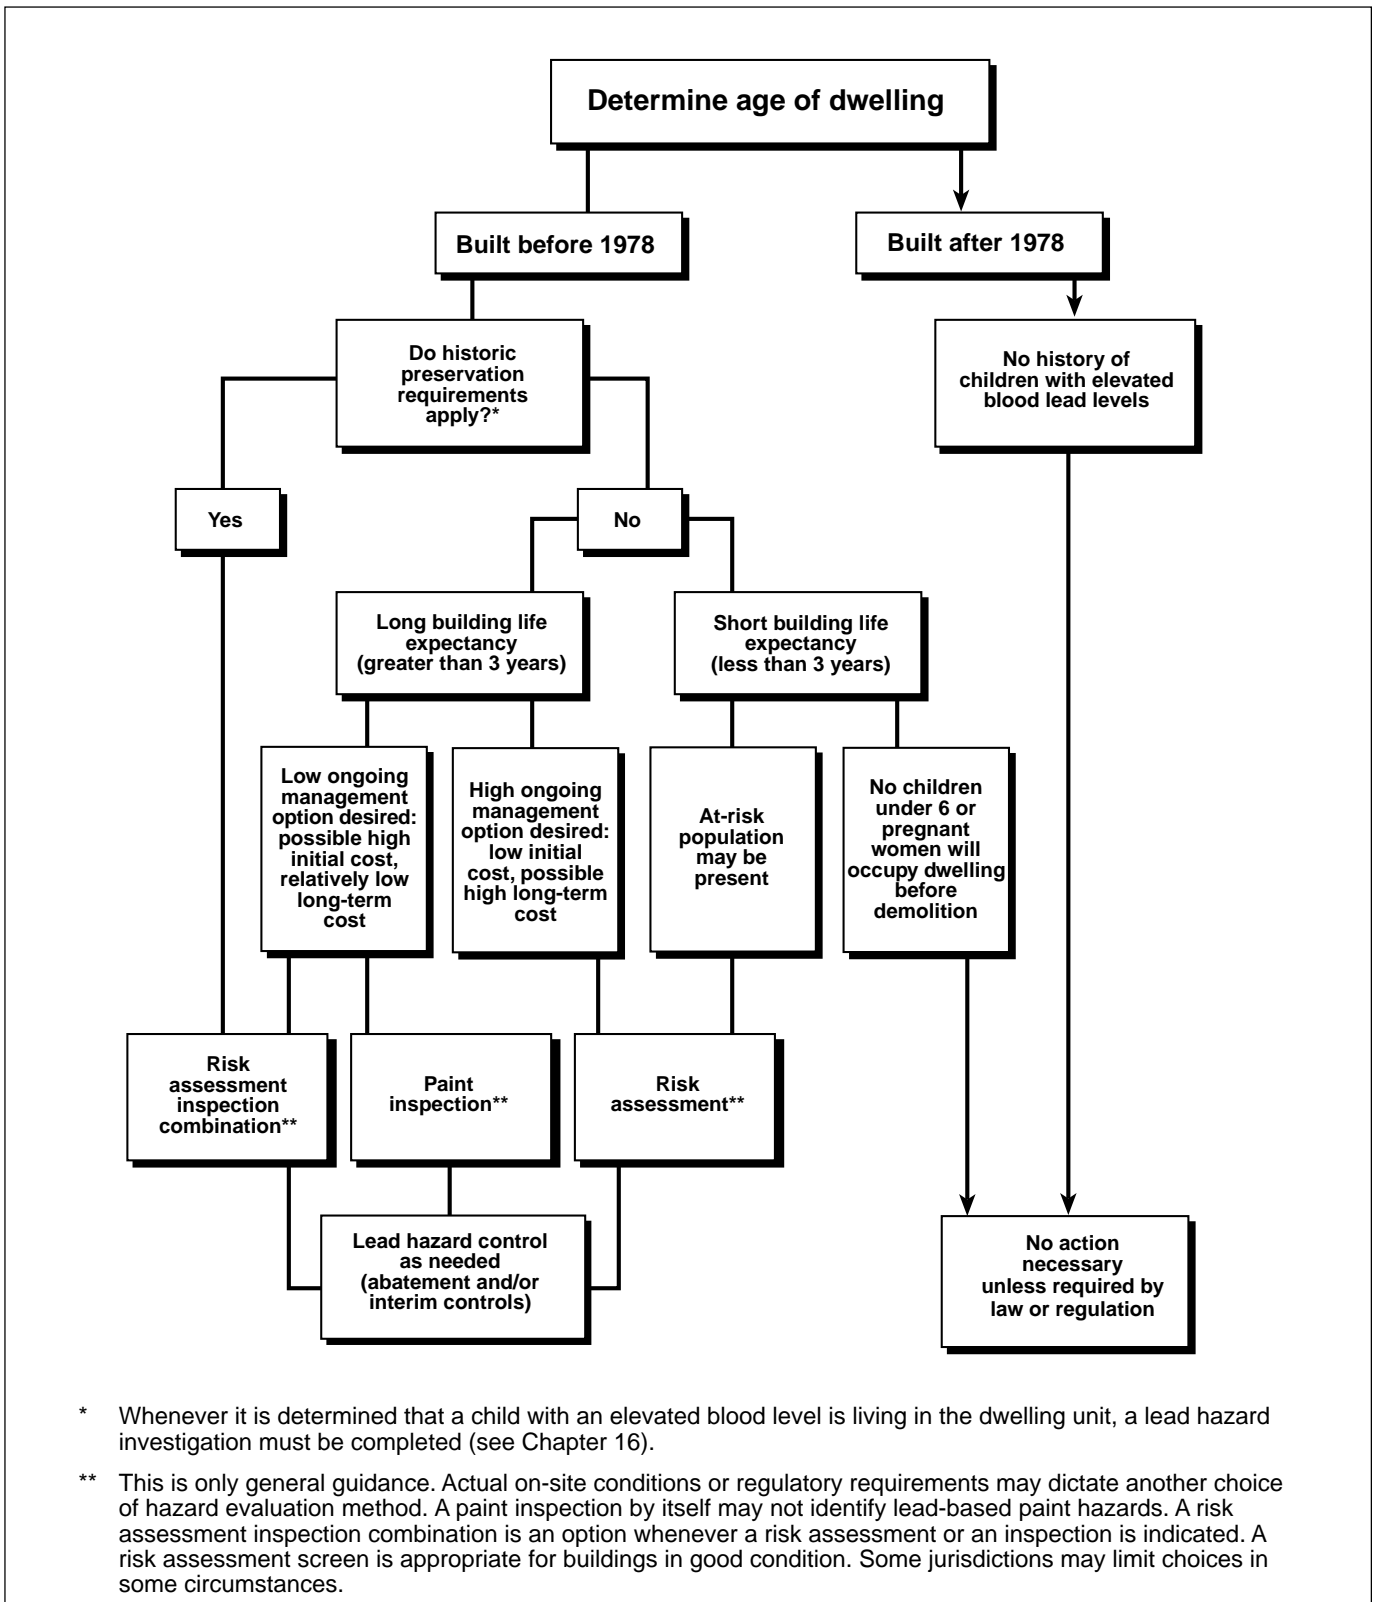 Determine age of dwelling
Built before 1978
Built after 1978
Do historic
preservation
requirements
apply?*
No history of
children with elevated
blood lead levels
Yes
No
Long building life
expectancy
(greater than 3 years)
Short building life
expectancy
(less than 3 years)
Low ongoing
management
option desired:
possible high
initial cost,
relatively low
long-term
cost
High ongoing
management
option desired:
low initial
cost, possible
high long-term
cost
At-risk
population
may be
present
No children
under 6 or
pregnant
women will
occupy dwelling
before
demolition
Risk
assessment
inspection
combination**
Paint
inspection**
Risk
assessment**
Lead hazard control
as needed
(abatement and/or
interim controls)
No action
necessary
unless required by
law or regulation
* Whenever it is determined that a child with an elevated blood level is living in the dwelling unit, a lead hazard
investigation must be completed (see Chapter 16).
** This is only general guidance. Actual on-site conditions or regulatory requirements may dictate another choice
of hazard evaluation method. A paint inspection by itself may not identify lead-based paint hazards. A risk
assessment inspection combination is an option whenever a risk assessment or an inspection is indicated. A
risk assessment screen is appropriate for buildings in good condition. Some jurisdictions may limit choices in
some circumstances.